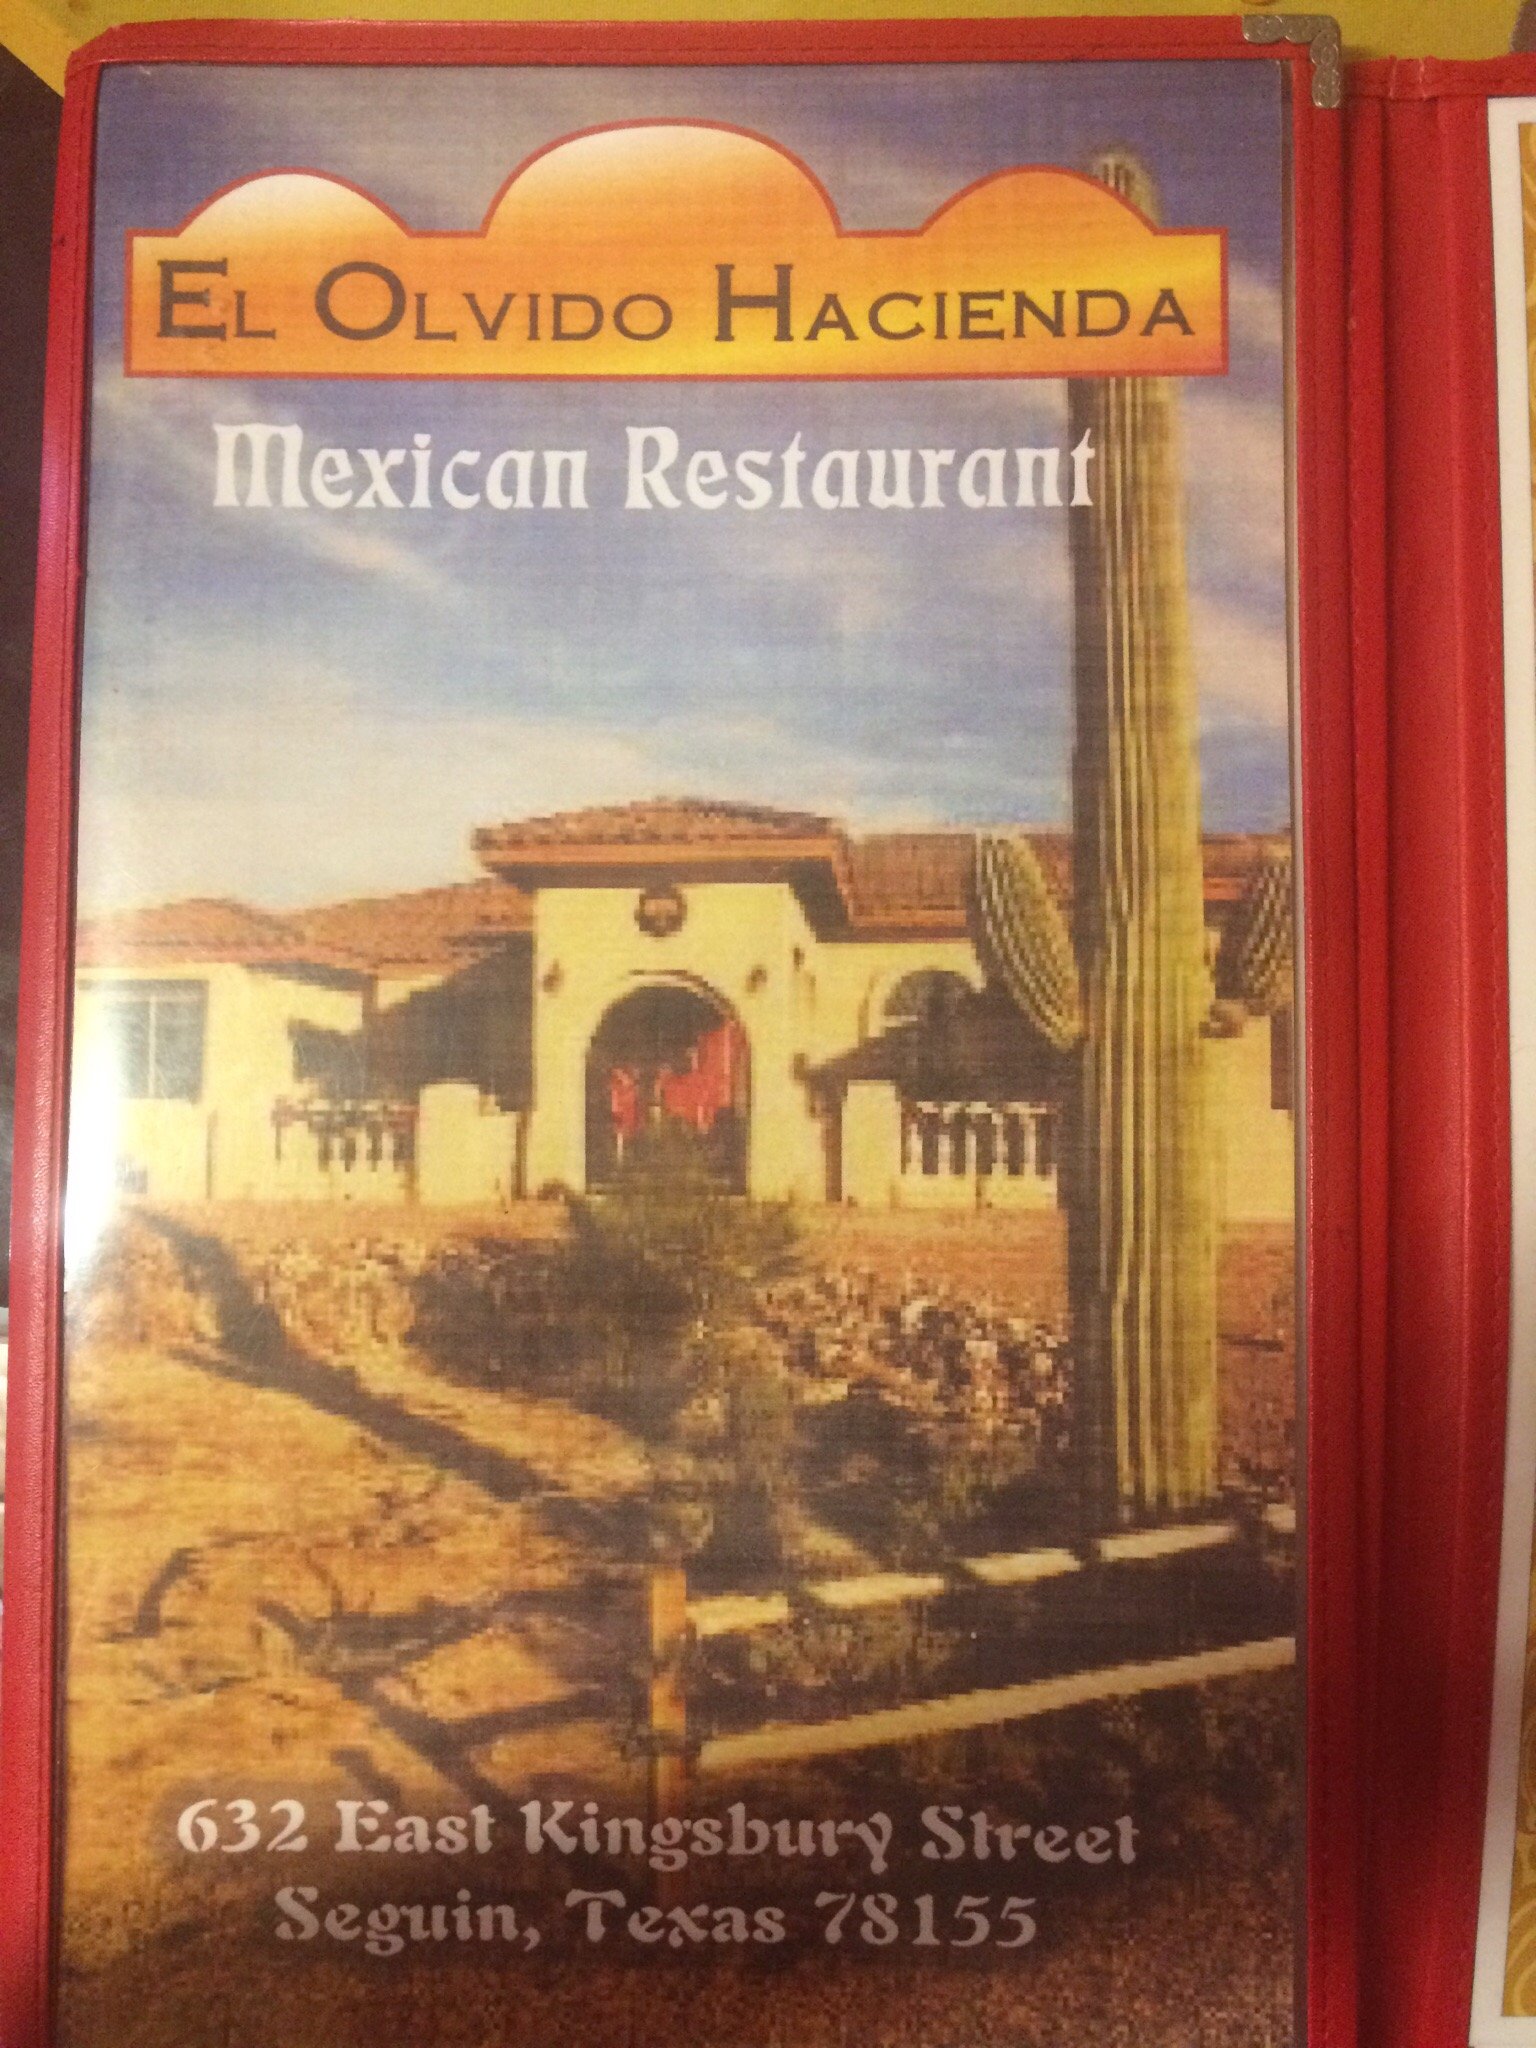 El Olvido Hacienda
Mexican Restaurant
632 East Kingsbury Street
Seguin, Texas 78155